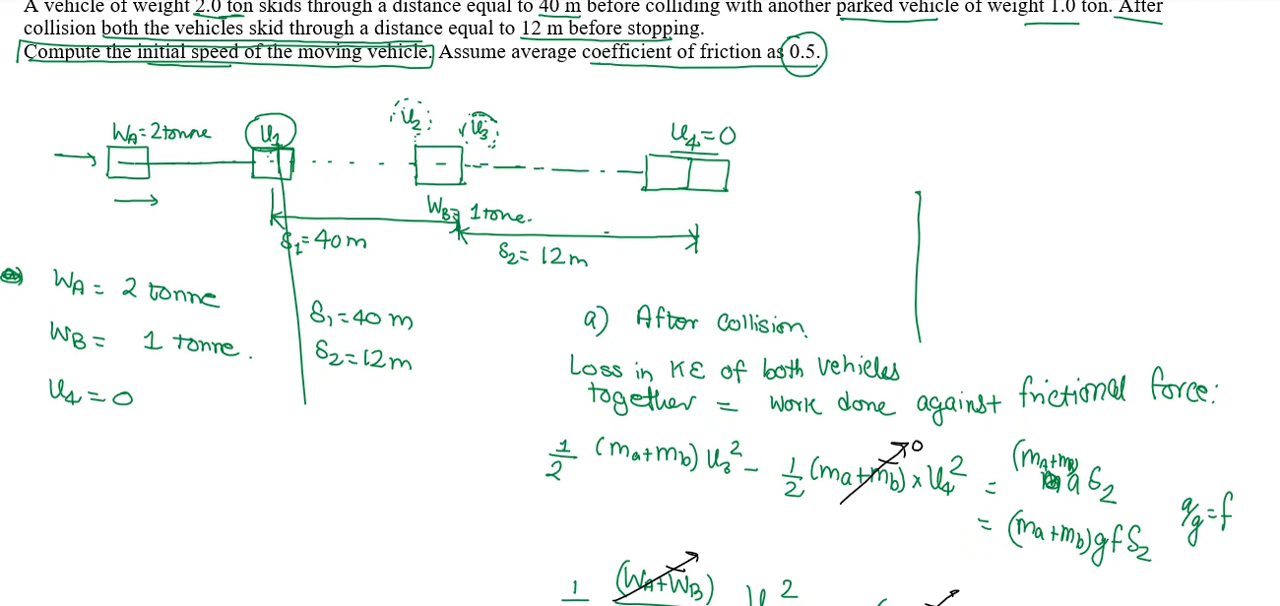 A vehicle of weight 2.0 ton skids through a distance equal to 40 m before colliding with another parked vehicle of weight 1.0 ton. After
collision both the vehicles skid through a distance equal to 12 m before stopping.
Compute the initial speed of the moving vehicle. Assume average coefficient of friction as 0.5.
WA = 2tonne u1 u2 u3 u4=0
WB= 1tone.
S1=40m S2= 12m
WA = 2 tonne
WB = 1 tonne.
u4 = 0
S1=40 m
S2=12m
a) After Collision.
Loss in KE of both vehicles
together = work done against frictional force:
1/2 (ma+mb) u3² - 1/2 (ma+mb) x u4² 0 = (mA+mB) a S2
= (ma+mb)gf S2 a/g=f
1 (WA+WB) u 2